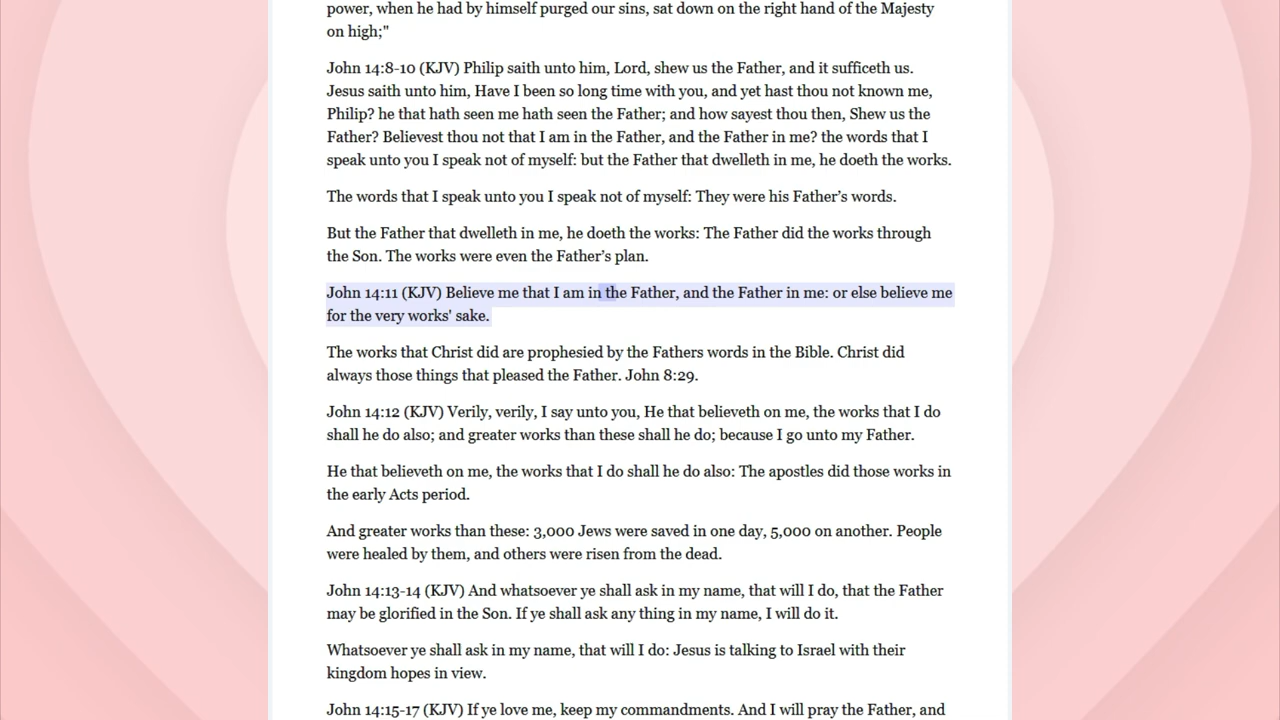 power, when he had by himself purged our sins, sat down on the right hand of the Majesty
on high;"
John 14:8-10 (KJV) Philip saith unto him, Lord, shew us the Father, and it sufficeth us.
Jesus saith unto him, Have I been so long time with you, and yet hast thou not known me,
Philip? he that hath seen me hath seen the Father; and how sayest thou then, Shew us the
Father? Believest thou not that I am in the Father, and the Father in me? the words that I
speak unto you I speak not of myself: but the Father that dwelleth in me, he doeth the works.
The words that I speak unto you I speak not of myself: They were his Father’s words.
But the Father that dwelleth in me, he doeth the works: The Father did the works through
the Son. The works were even the Father’s plan.
John 14:11 (KJV) Believe me that I am in the Father, and the Father in me: or else believe me
for the very works' sake.
The works that Christ did are prophesied by the Fathers words in the Bible. Christ did
always those things that pleased the Father. John 8:29.
John 14:12 (KJV) Verily, verily, I say unto you, He that believeth on me, the works that I do
shall he do also; and greater works than these shall he do; because I go unto my Father.
He that believeth on me, the works that I do shall he do also: The apostles did those works in
the early Acts period.
And greater works than these: 3,000 Jews were saved in one day, 5,000 on another. People
were healed by them, and others were risen from the dead.
John 14:13-14 (KJV) And whatsoever ye shall ask in my name, that will I do, that the Father
may be glorified in the Son. If ye shall ask any thing in my name, I will do it.
Whatsoever ye shall ask in my name, that will I do: Jesus is talking to Israel with their
kingdom hopes in view.
John 14:15-17 (KJV) If ye love me, keep my commandments. And I will pray the Father, and